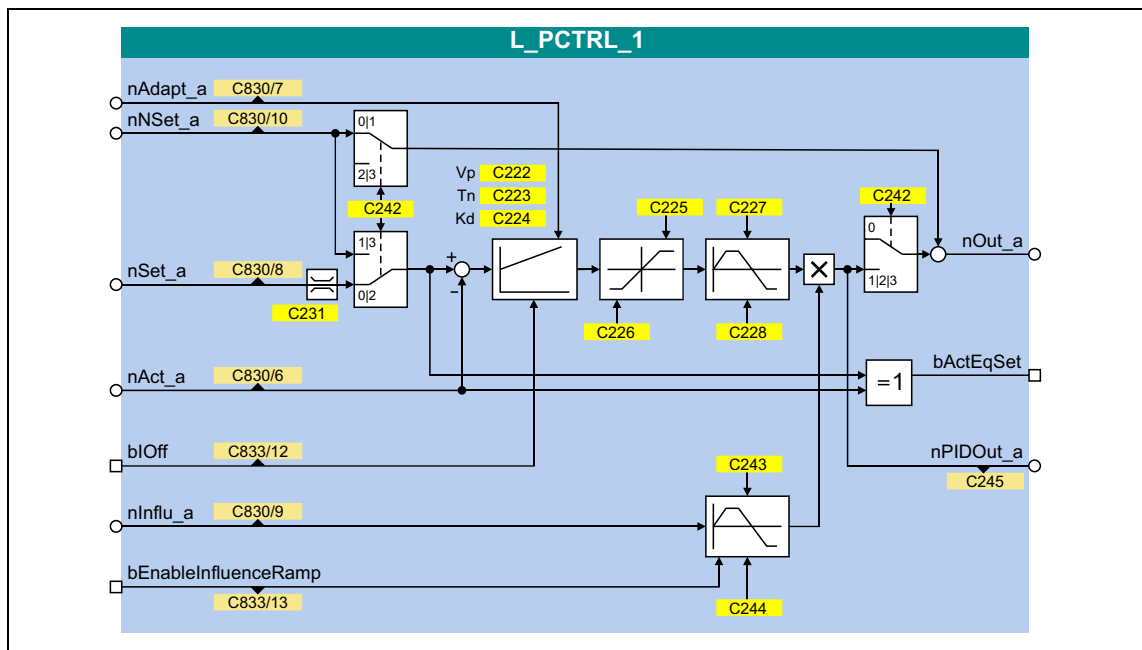 L_PCTRL_1
nAdapt_a C830/7
nNSet_a C830/10
0|1
2|3
Vp C222
Tn C223
Kd C224
C242
C225
C227
C242
1|3
0|2
+
−
nSet_a C830/8
C231
0
1|2|3
nOut_a
C226
C228
nAct_a C830/6
=1
bActEqSet
bIOff C833/12
nPIDOut_a
C245
C243
nInflu_a C830/9
bEnableInfluenceRamp
C833/13
C244